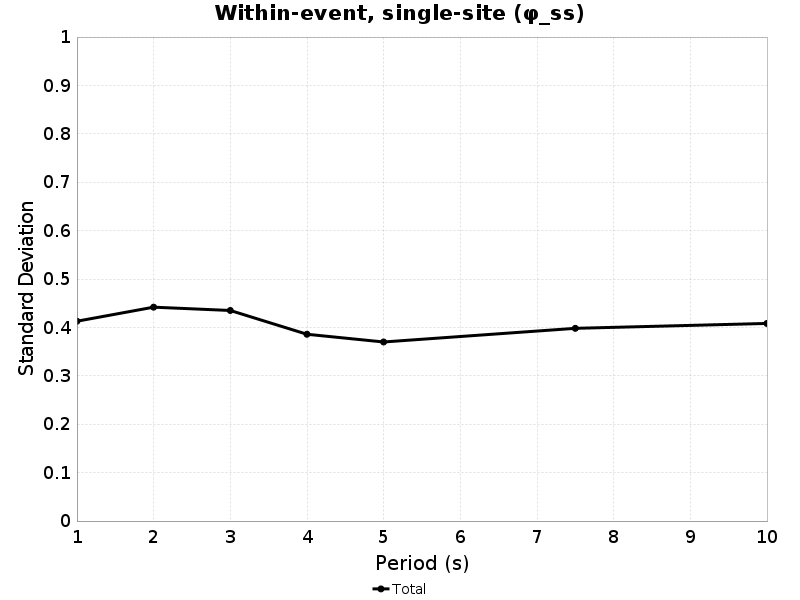 Within-event, single-site (φ_ss)
1
0.9
0.8
0.7
0.6
0.5
0.4
0.3
0.2
0.1
0
Standard Deviation
1 2 3 4 5 6 7 8 9 10
Period (s)
Total